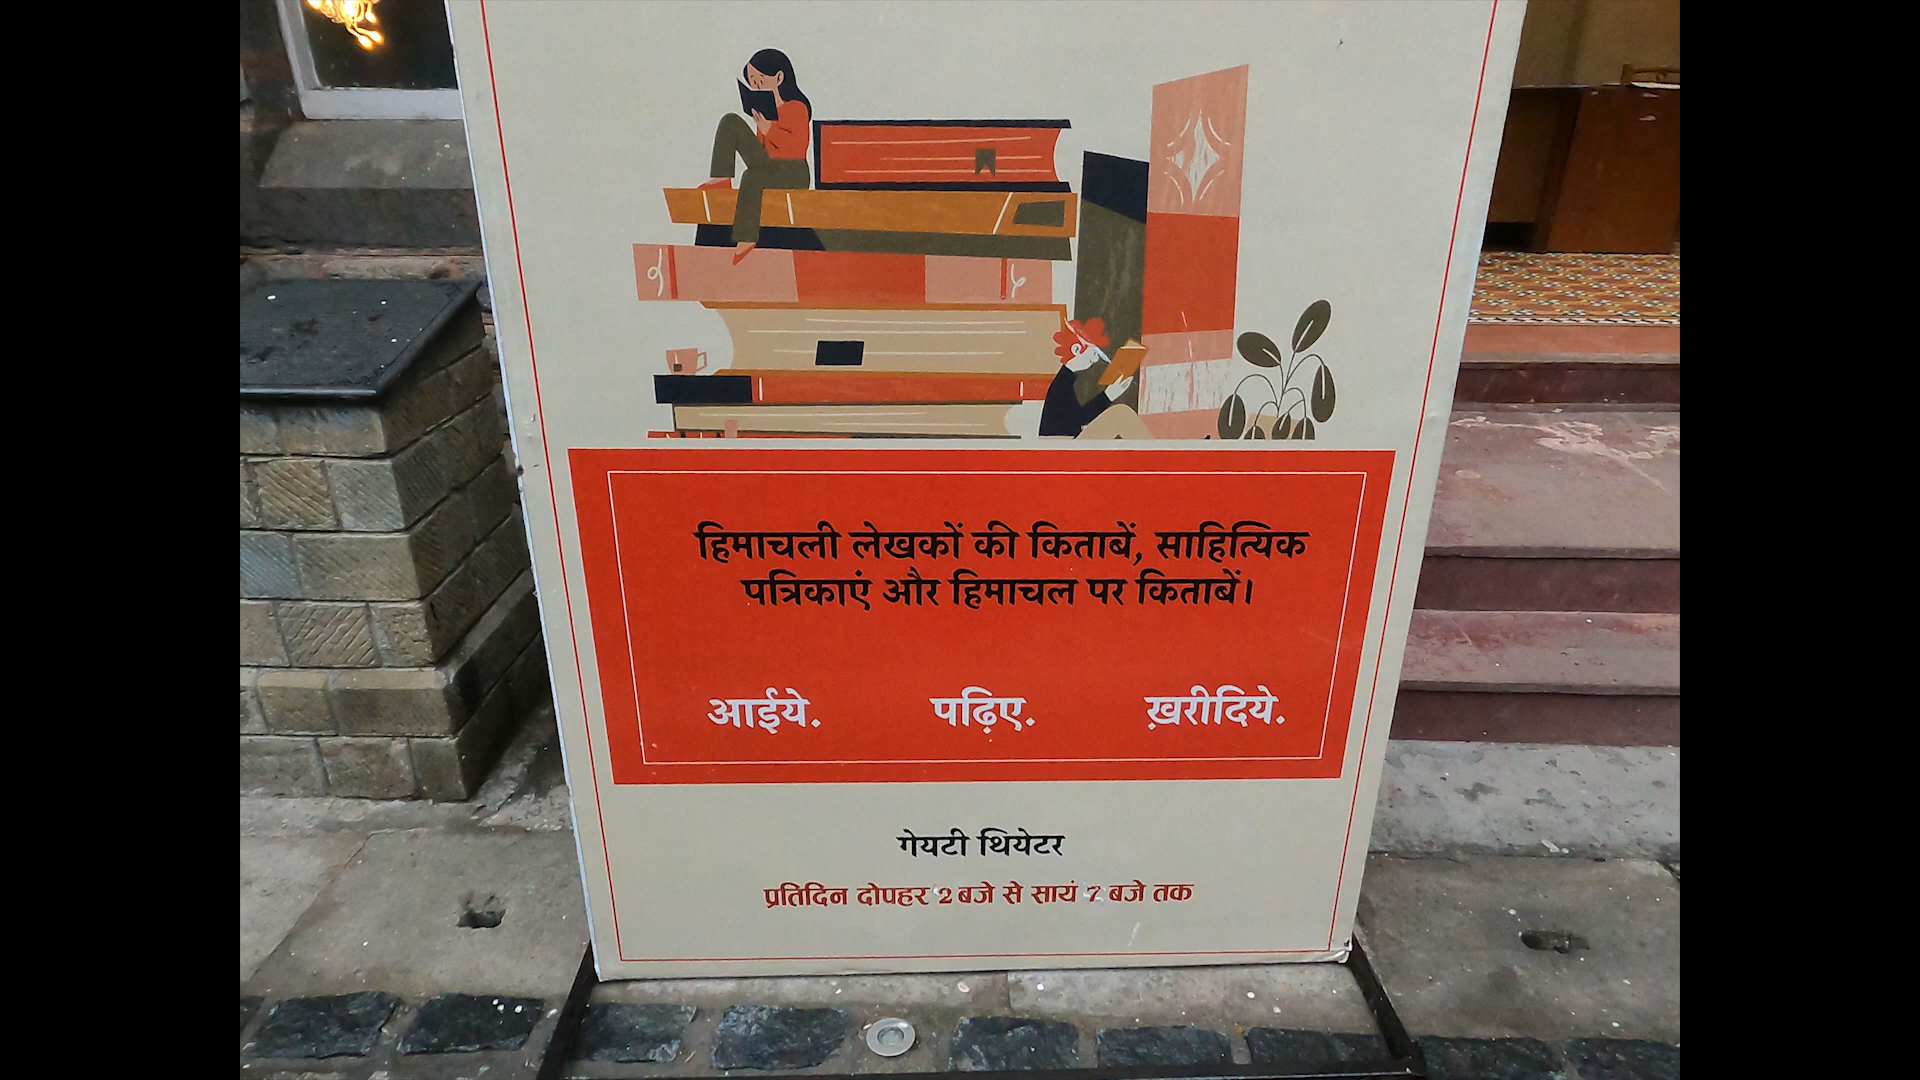 हिमाचली लेखकों की किताबें, साहित्यिक
पत्रिकाएं और हिमाचल पर किताबें।
आईये. पढ़िए. ख़रीदिये.
गेयटी थियेटर
प्रतिदिन दोपहर 2 बजे से सायं 7 बजे तक